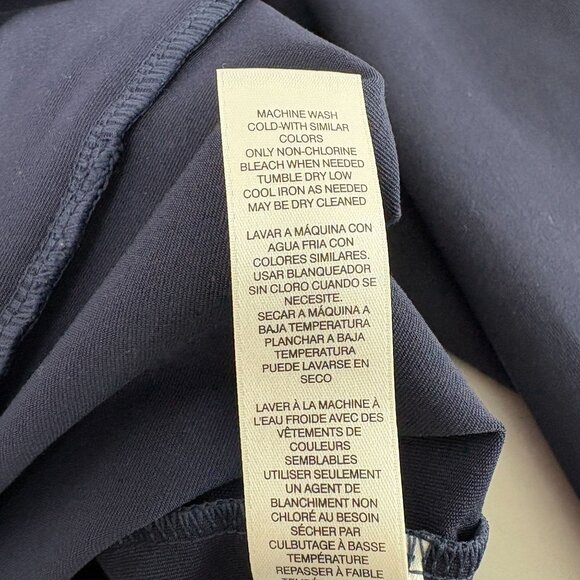 MACHINE WASH
COLD-WITH SIMILAR
COLORS
ONLY NON-CHLORINE
BLEACH WHEN NEEDED
TUMBLE DRY LOW
COOL IRON AS NEEDED
MAY BE DRY CLEANED
LAVAR A MÁQUINA CON
AGUA FRIA CON
COLORES SIMILARES.
USAR BLANQUEADOR
SIN CLORO CUANDO SE
NECESITE.
SECAR A MÁQUINA A
BAJA TEMPERATURA
PLANCHAR A BAJA
TEMPERATURA
PUEDE LAVARSE EN
SECO
LAVER À LA MACHINE À
L'EAU FROIDE AVEC DES
VÊTEMENTS DE
COULEURS
SEMBLABLES
UTILISER SEULEMENT
UN AGENT DE
BLANCHIMENT NON
CHLORÉ AU BESOIN
SÉCHER PAR
CULBUTAGE À BASSE
TEMPÉRATURE
REPASSER À FAIBLE